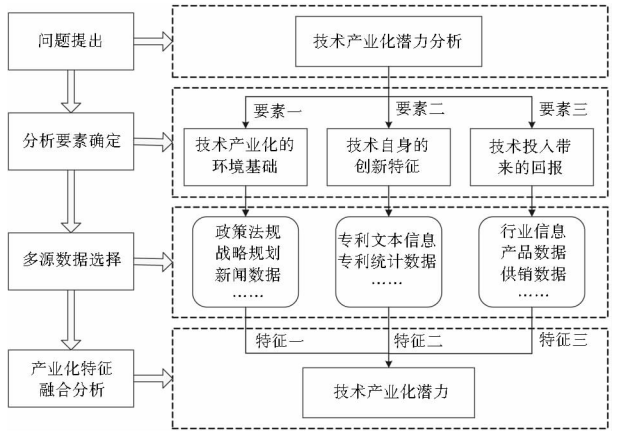 问题提出
技术产业化潜力分析
要素一
要素二
要素三
分析要素确定
技术产业化的
环境基础
技术自身的
创新特征
技术投入带
来的回报
多源数据选择
政策法规
战略规划
新闻数据
……
专利文本信息
专利统计数据
……
行业信息
产品数据
供销数据
……
特征一
特征二
特征三
产业化特征
融合分析
技术产业化潜力